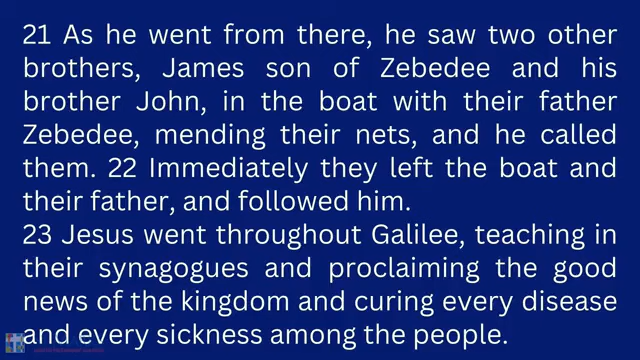 21 As he went from there, he saw two other
brothers, James son of Zebedee and his
brother John, in the boat with their father
Zebedee, mending their nets, and he called
them. 22 Immediately they left the boat and
their father, and followed him.
23 Jesus went throughout Galilee, teaching in
their synagogues and proclaiming the good
news of the kingdom and curing every disease
and every sickness among the people.